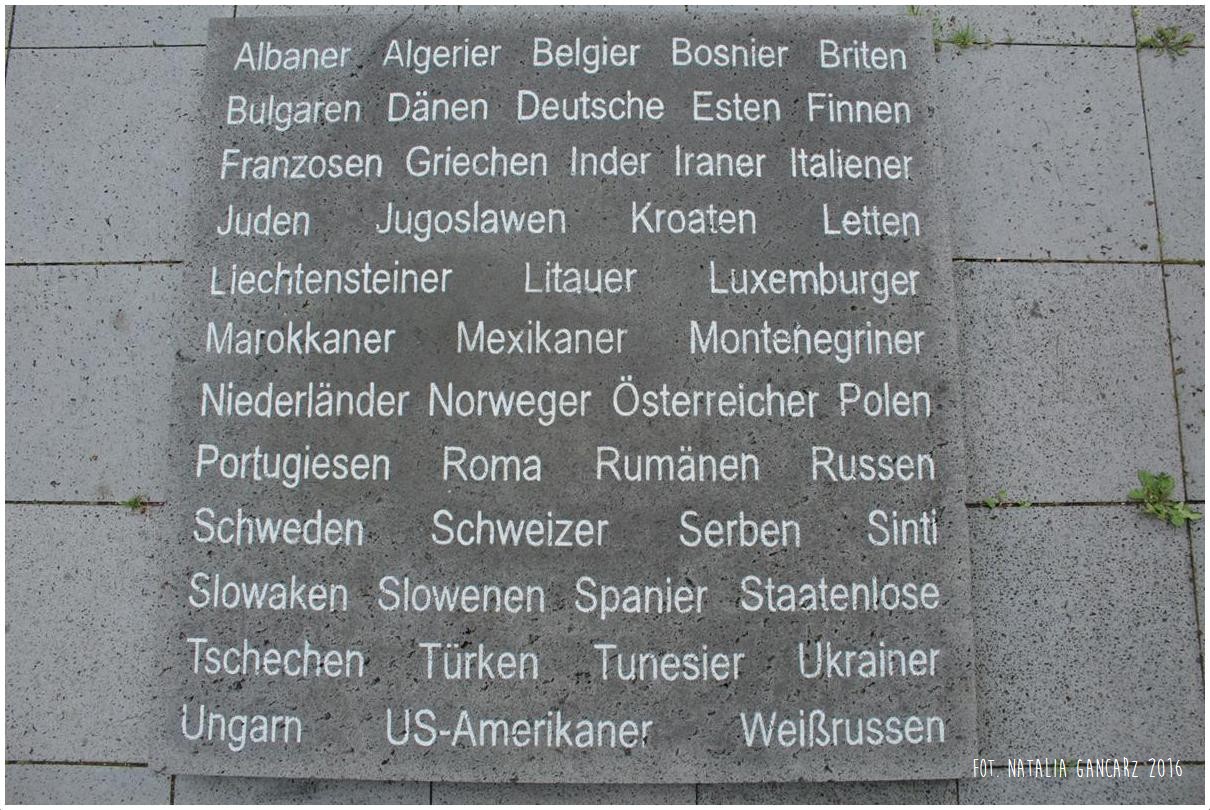 Albaner Algerier Belgier Bosnier Briten
Bulgaren Dänen Deutsche Esten Finnen
Franzosen Griechen Inder Iraner Italiener
Juden Jugoslawen Kroaten Letten
Liechtensteiner Litauer Luxemburger
Marokkaner Mexikaner Montenegriner
Niederländer Norweger Österreicher Polen
Portugiesen Roma Rumänen Russen
Schweden Schweizer Serben Sinti
Slowaken Slowenen Spanier Staatenlose
Tschechen Türken Tunesier Ukrainer
Ungarn US-Amerikaner Weißrussen
FOT. NATALIA GANCARZ 2016